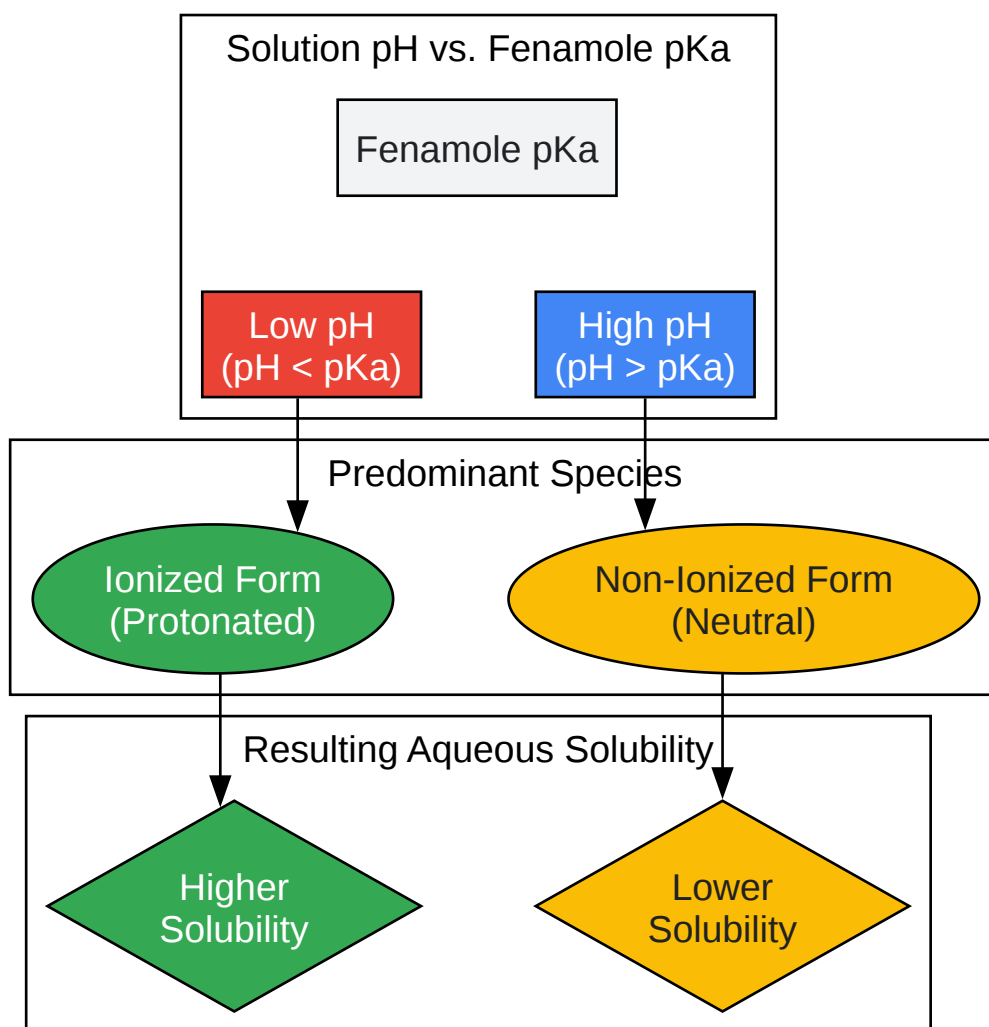 Solution pH vs. Fenamole pKa
Fenamole pKa
Low pH
(pH < pKa)
High pH
(pH > pKa)
Predominant Species
Ionized Form
(Protonated)
Non-Ionized Form
(Neutral)
Resulting Aqueous Solubility
Higher
Solubility
Lower
Solubility